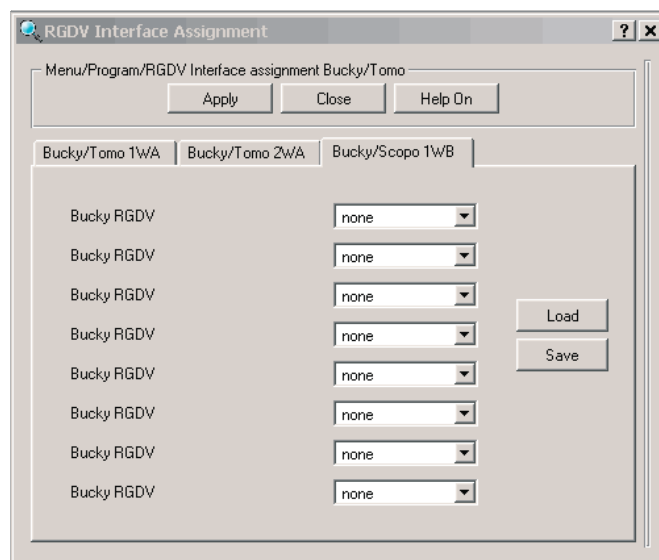 RGDV Interface Assignment
Menu/Program/RGDV Interface assignment Bucky/Tomo
Apply Close Help On
Bucky/Tomo 1WA Bucky/Tomo 2WA Bucky/Scopo 1WB
Bucky RGDV none
Bucky RGDV none
Bucky RGDV none
Load
Bucky RGDV none
Save
Bucky RGDV none
Bucky RGDV none
Bucky RGDV none
Bucky RGDV none